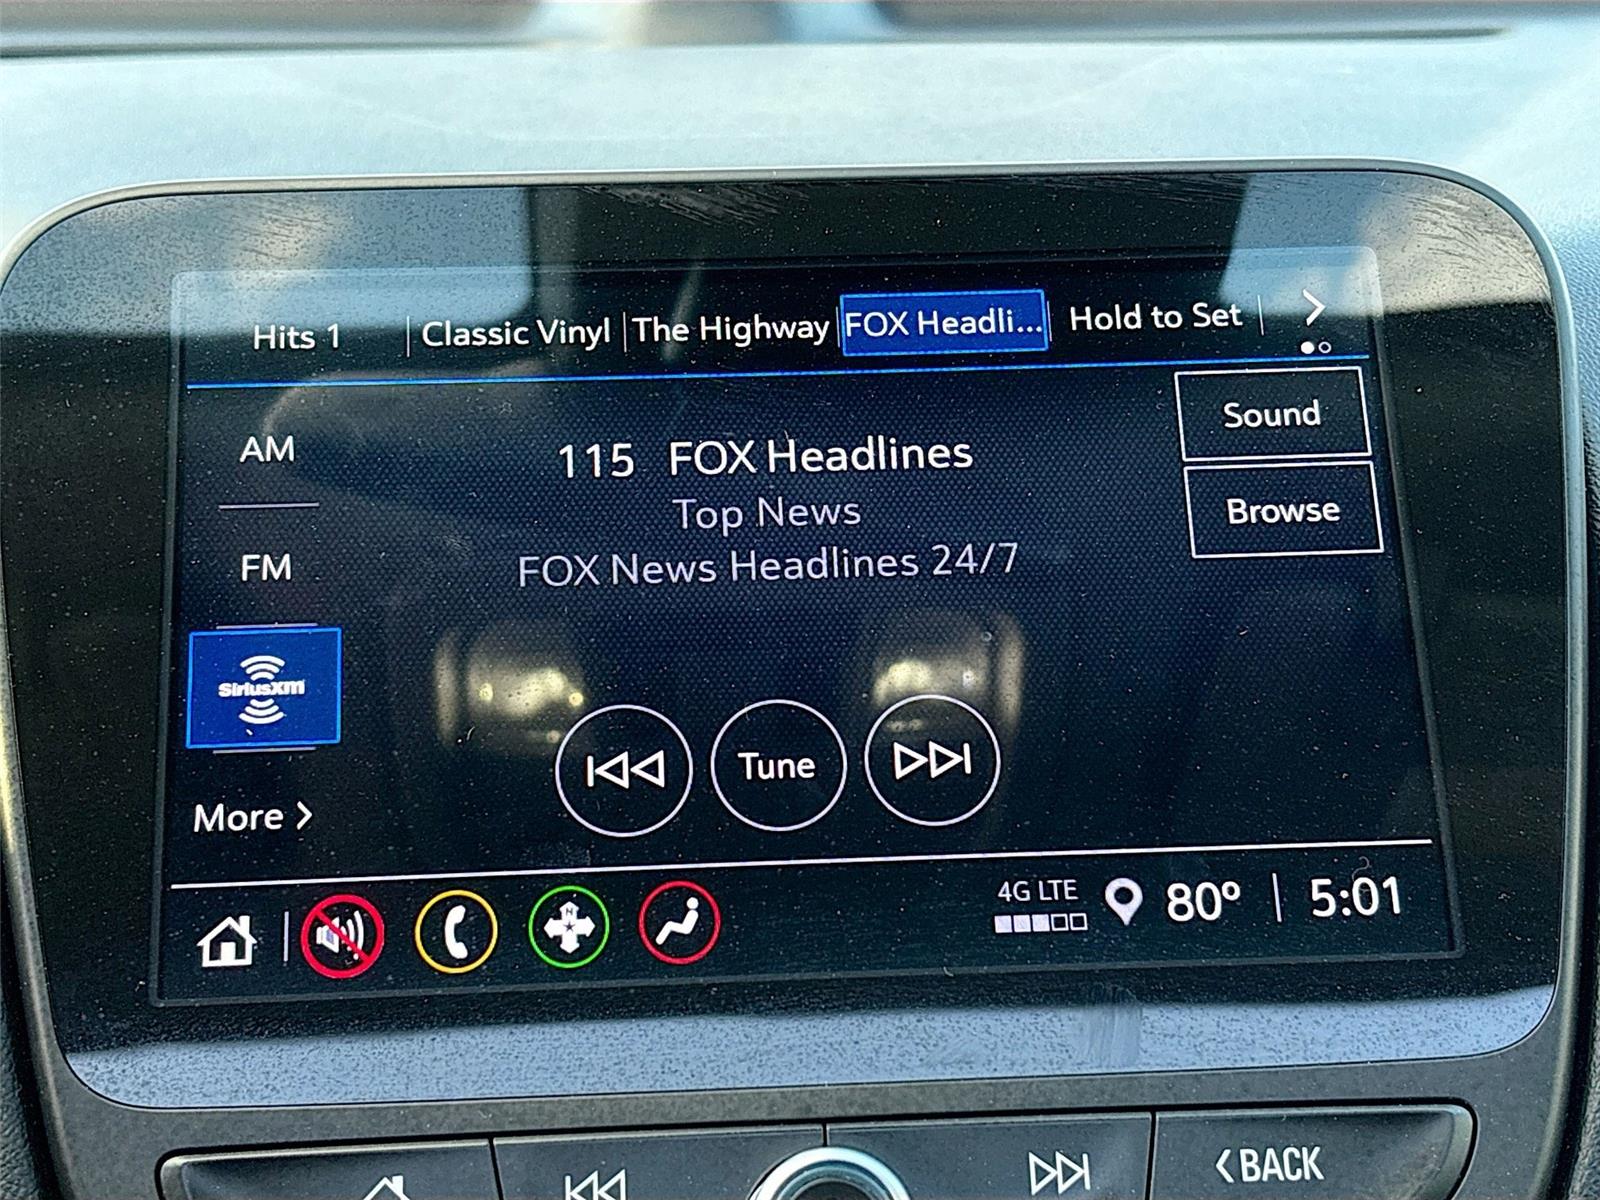 Hits 1
Classic Vinyl
The Highway
FOX Headli...
Hold to Set
AM
115 FOX Headlines
Sound
Top News
Browse
FM
FOX News Headlines 24/7
SiriusXM
Tune
More >
N
4G LTE
80°
5:01
BACK